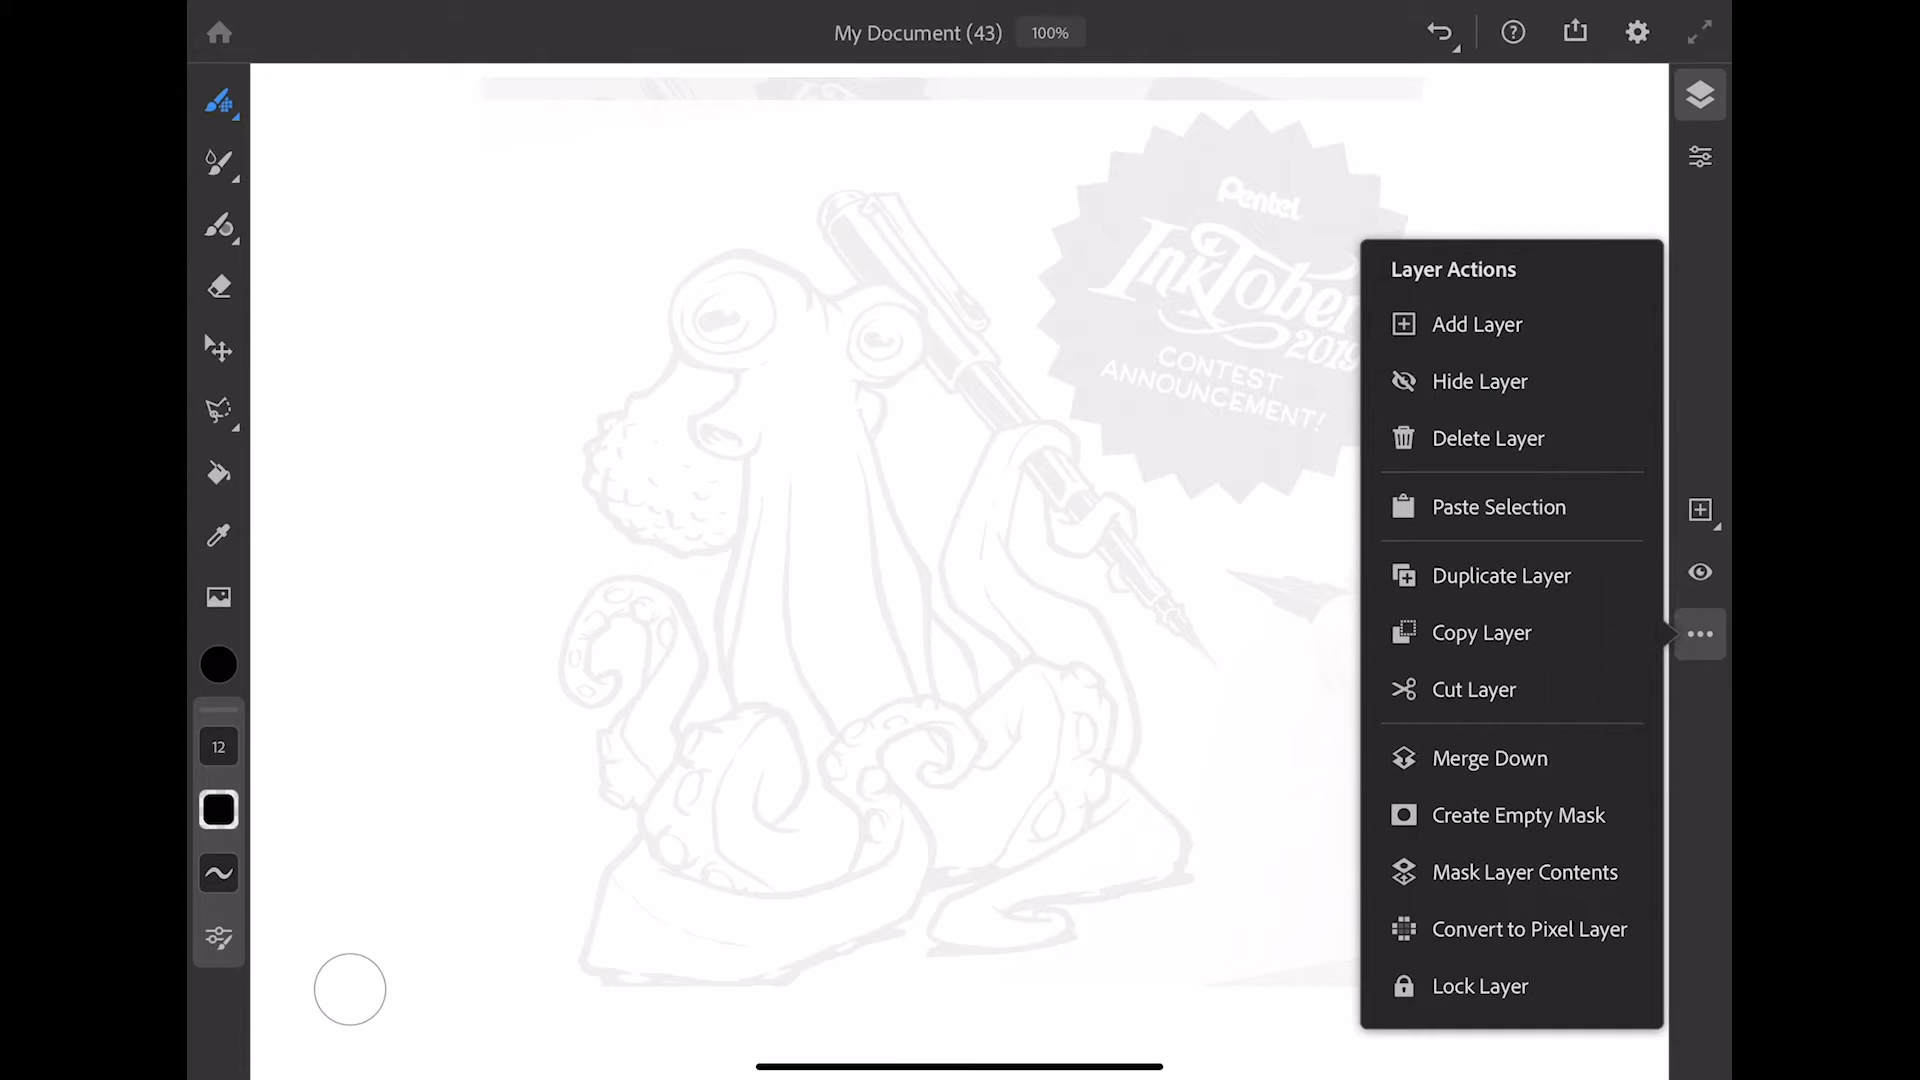 My Document (43)
100%
Pentel
InkTober
2019
CONTEST
ANNOUNCEMENT!
Layer Actions
Add Layer
Hide Layer
Delete Layer
Paste Selection
Duplicate Layer
Copy Layer
Cut Layer
Merge Down
Create Empty Mask
Mask Layer Contents
Convert to Pixel Layer
Lock Layer
12